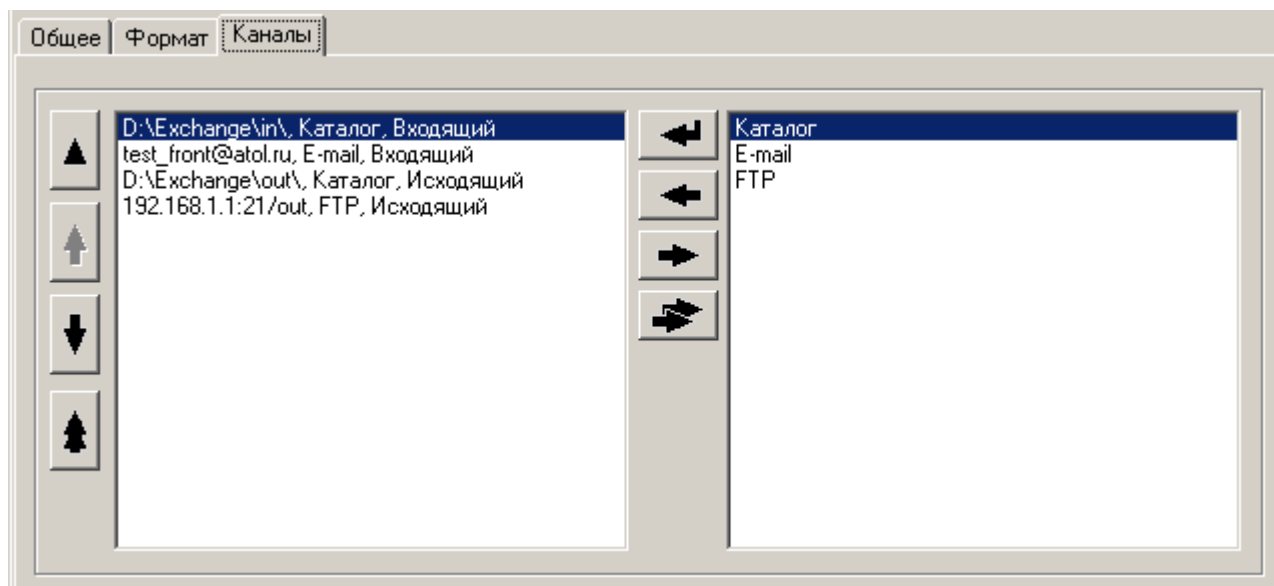 Общее Формат Каналы
D:\Exchange\in\, Каталог, Входящий
test_front@atol.ru, E-mail, Входящий
D:\Exchange\out\, Каталог, Исходящий
192.168.1.1:21/out, FTP, Исходящий
Каталог
E-mail
FTP